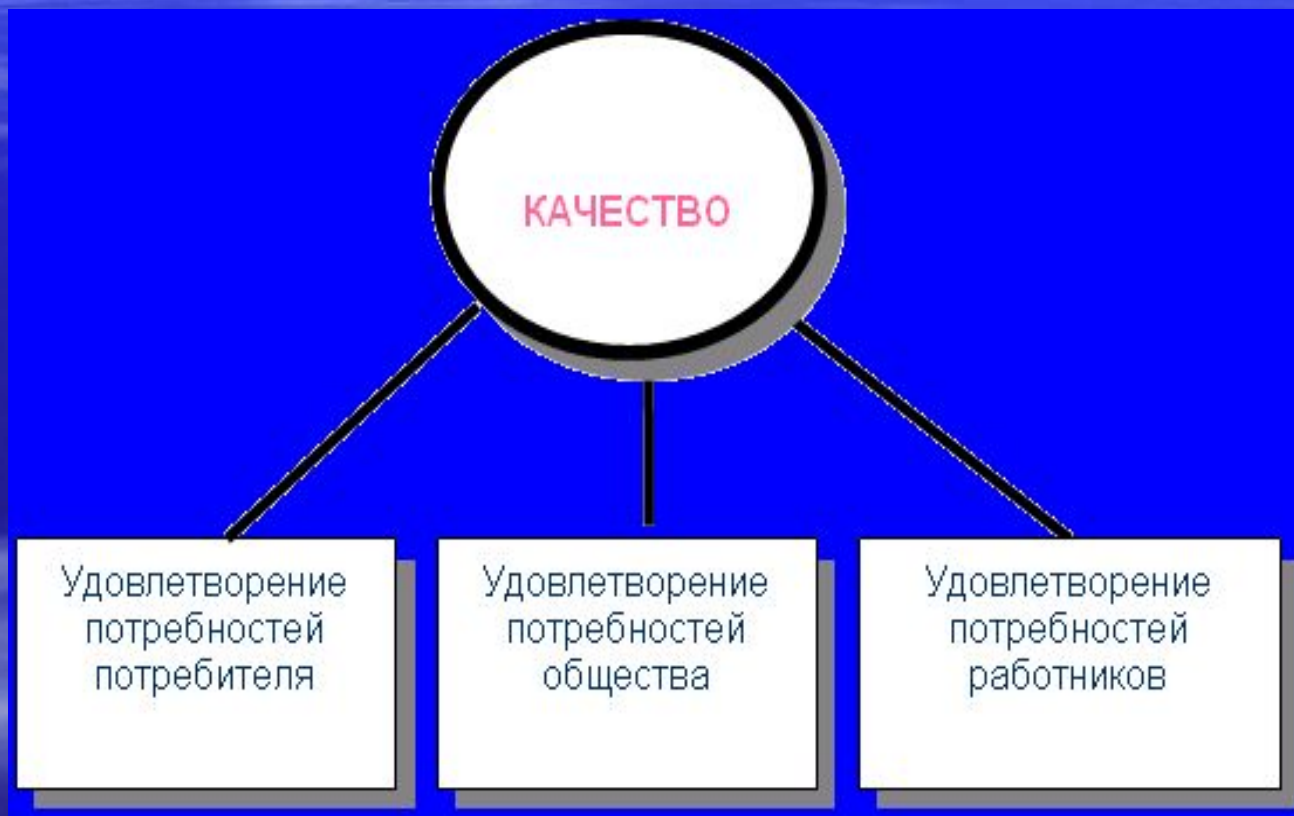 КАЧЕСТВО
Удовлетворение
потребностей
потребителя
Удовлетворение
потребностей
общества
Удовлетворение
потребностей
работников